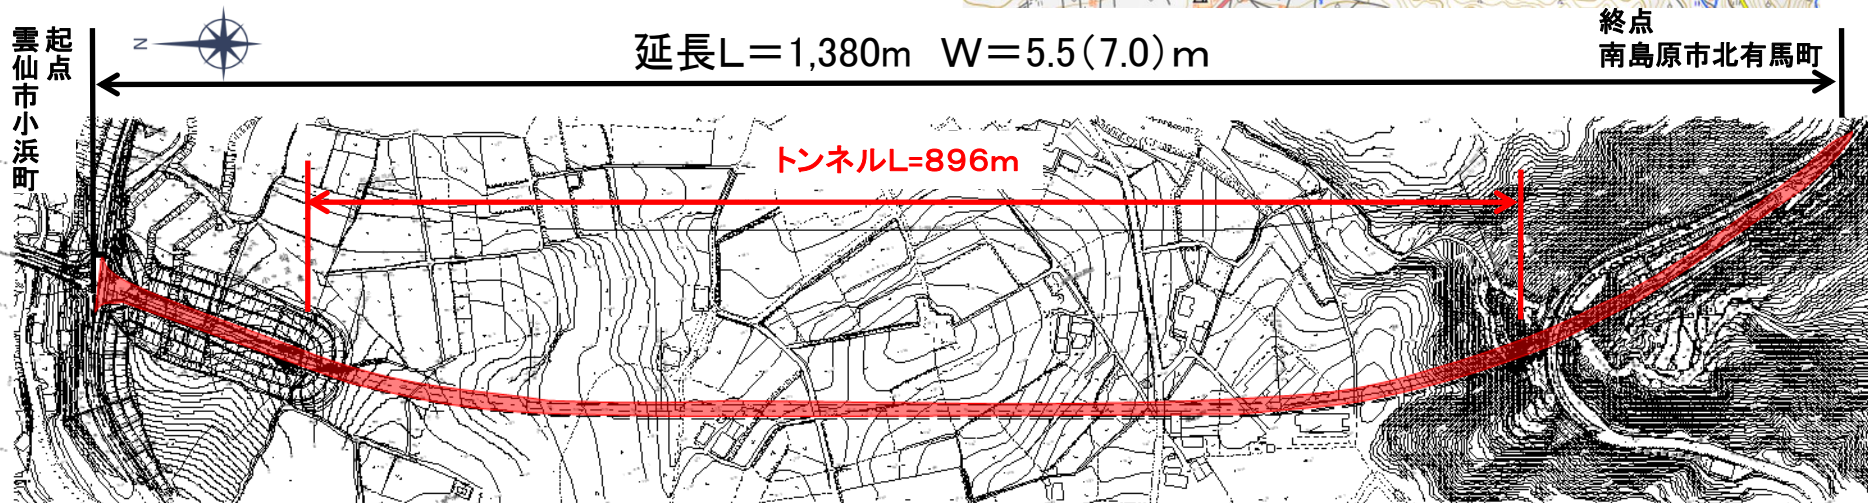 起点
雲仙市小浜町
N
延長L＝1,380m　W＝5.5（7.0）m
終点
南島原市北有馬町
トンネルL=896m